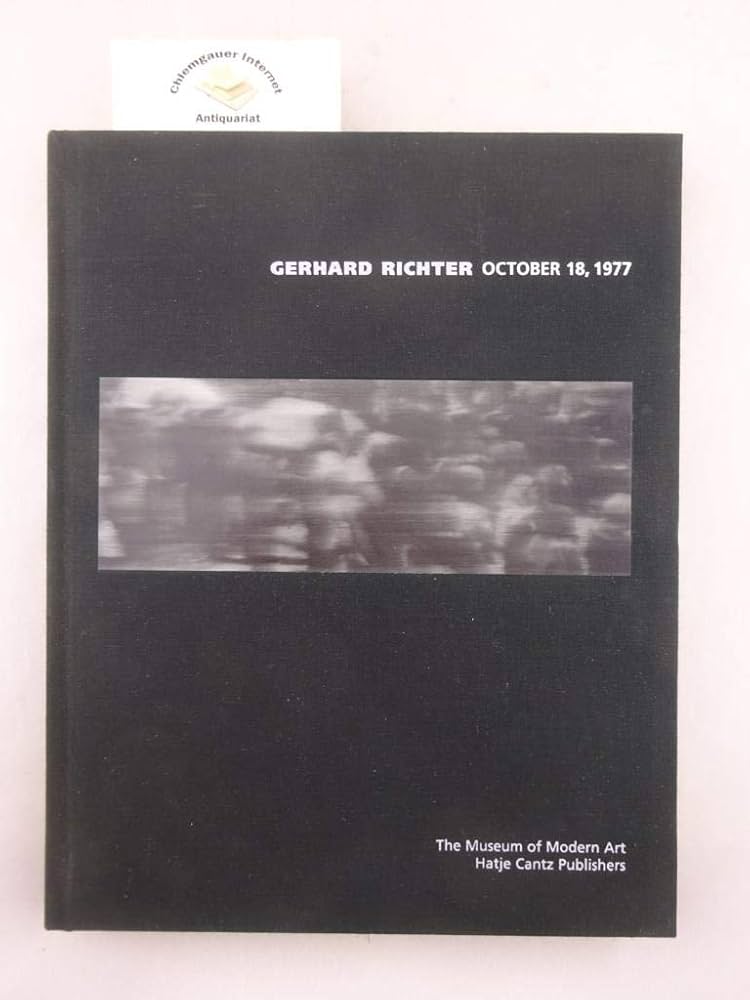 Chiemgauer Internet
Antiquariat
GERHARD RICHTER OCTOBER 18, 1977
The Museum of Modern Art
Hatje Cantz Publishers